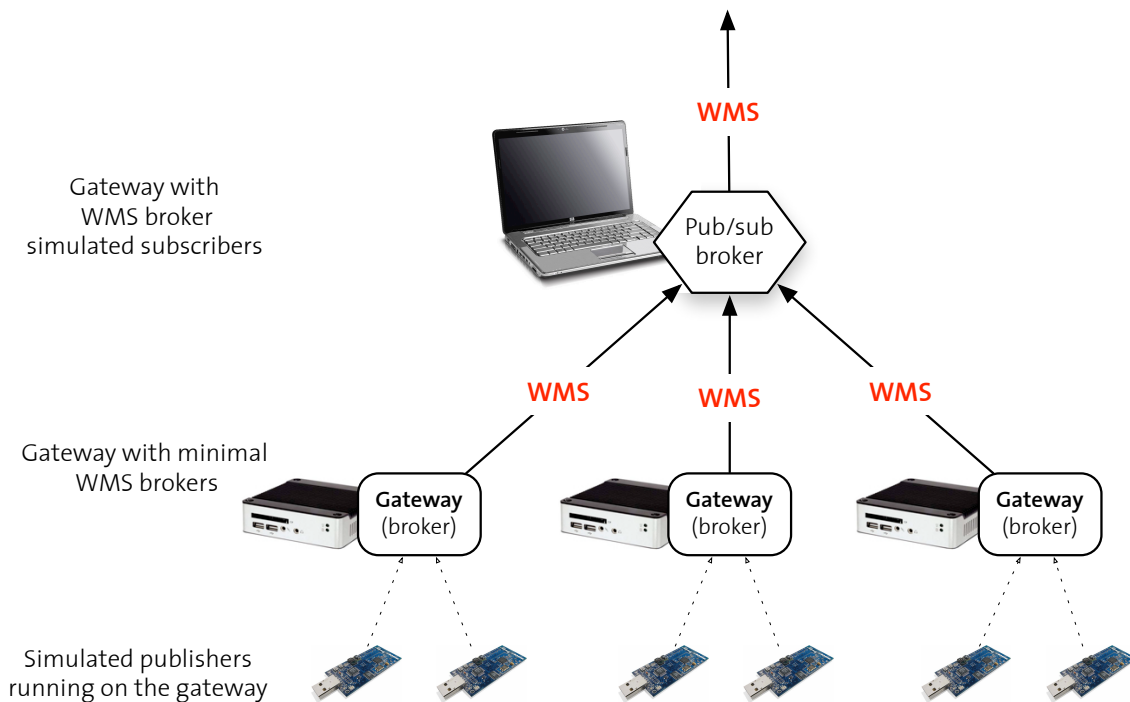 WMS
Gateway with
WMS broker
simulated subscribers
Pub/sub
broker
WMS
WMS
WMS
Gateway with minimal
WMS brokers
Gateway
(broker)
Gateway
(broker)
Gateway
(broker)
Simulated publishers
running on the gateway